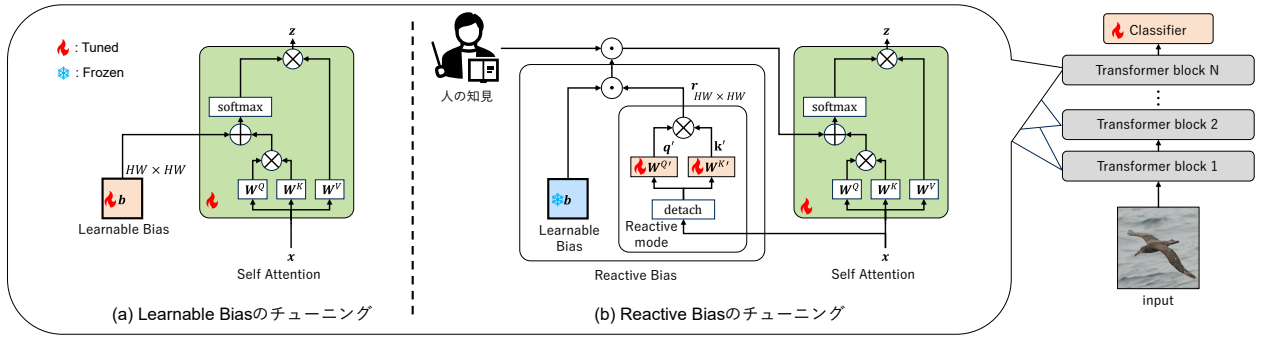 : Tuned
: Frozen
z
softmax
HW × HW
b
Learnable Bias
W^Q
W^K
W^V
x
Self Attention
(a) Learnable Biasのチューニング
人の知見
r
HW × HW
q′
k′
W^Q′
W^K′
detach
Reactive
mode
b
Learnable
Bias
Reactive Bias
z
softmax
W^Q
W^K
W^V
x
Self Attention
(b) Reactive Biasのチューニング
Classifier
Transformer block N
...
Transformer block 2
Transformer block 1
input